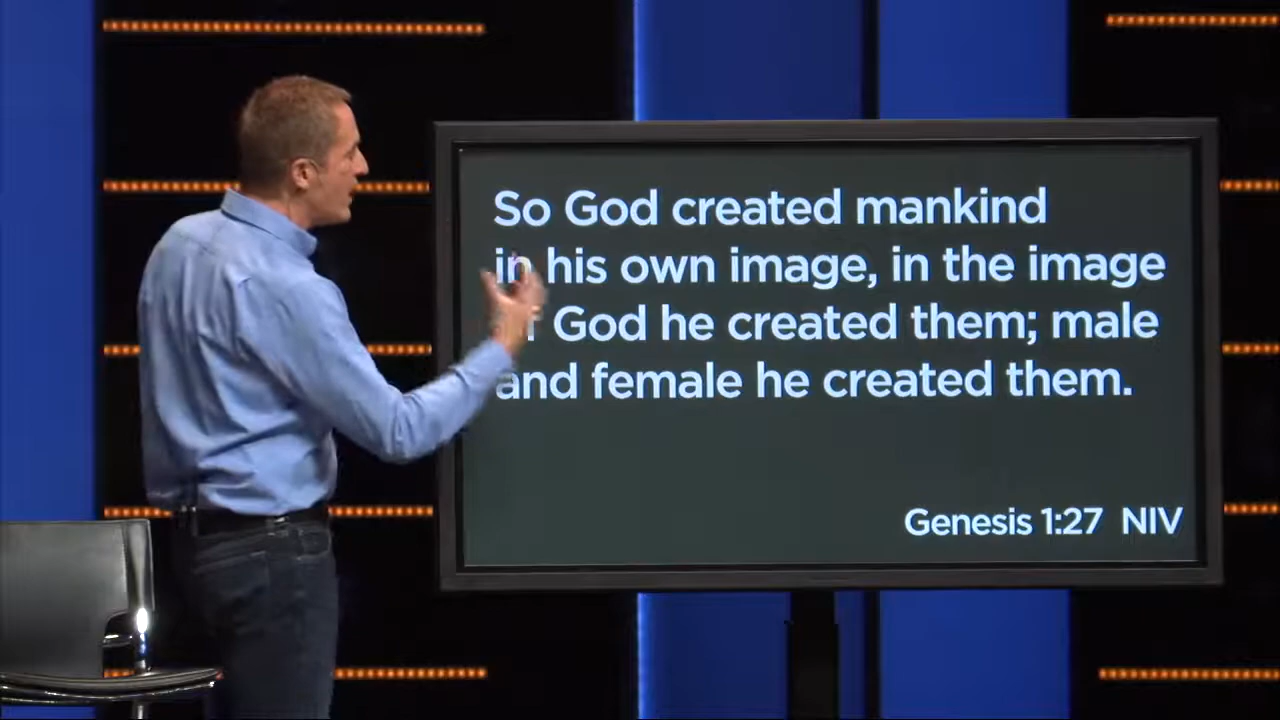 So God created mankind
in his own image, in the image
God he created them; male
and female he created them.
Genesis 1:27 NIV